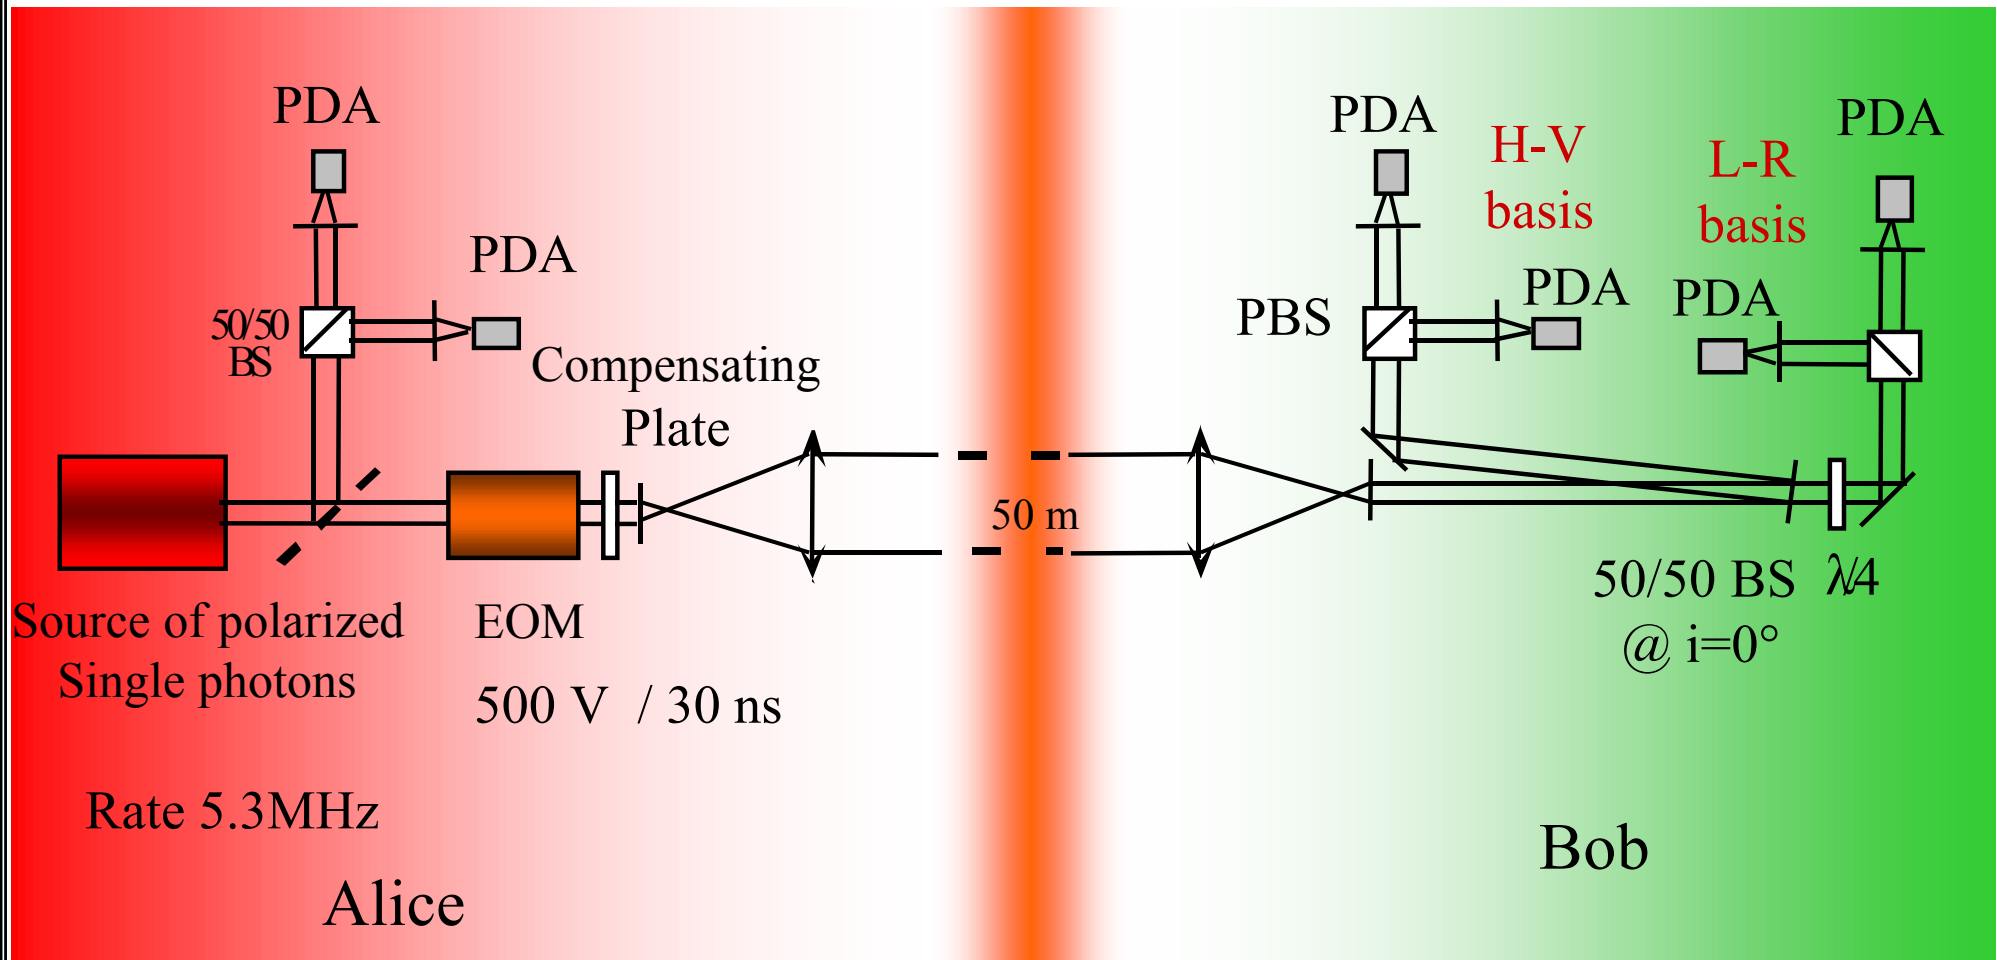 PDA
PDA
50/50
BS
Compensating
Plate
Source of polarized
Single photons
EOM
500 V / 30 ns
Rate 5.3MHz
Alice
50 m
PDA
H-V
basis
L-R
basis
PDA
PBS
PDA
PDA
50/50 BS
@ i=0°
λ/4
Bob